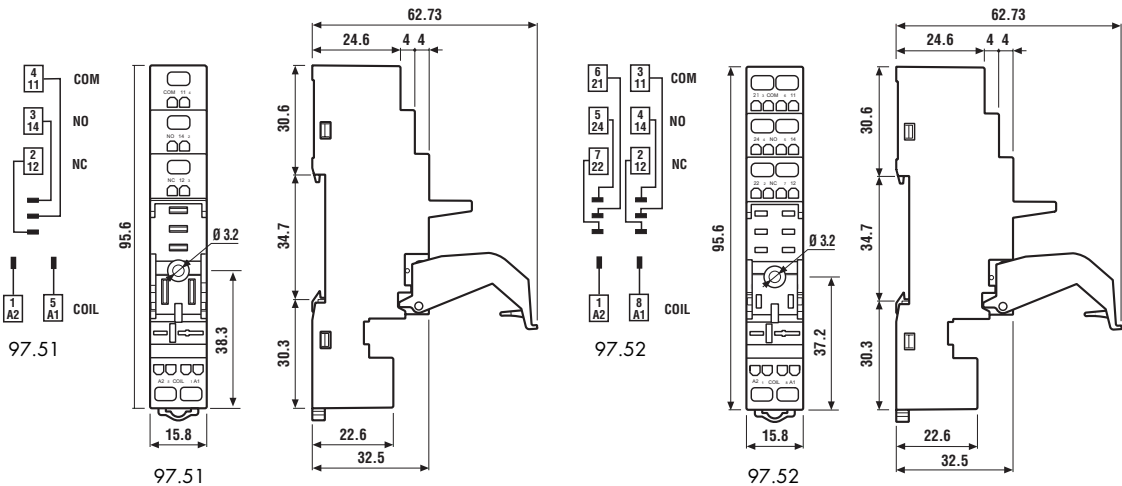 62.73
24.6
4
4
4
11
COM
3
14
NO
2
12
NC
1
A2
5
A1
COIL
97.51
95.6
COM 11
NO 14
NC 12
Ø 3.2
38.3
A2 COIL A1
15.8
97.51
30.6
34.7
30.3
22.6
32.5
62.73
24.6
4
4
6
21
3
11
COM
5
24
4
14
NO
7
22
2
12
NC
1
A2
8
A1
COIL
97.52
95.6
21 COM 11
24 NO 14
22 NC 12
Ø 3.2
37.2
A2 COIL A1
15.8
97.52
30.6
34.7
30.3
22.6
32.5